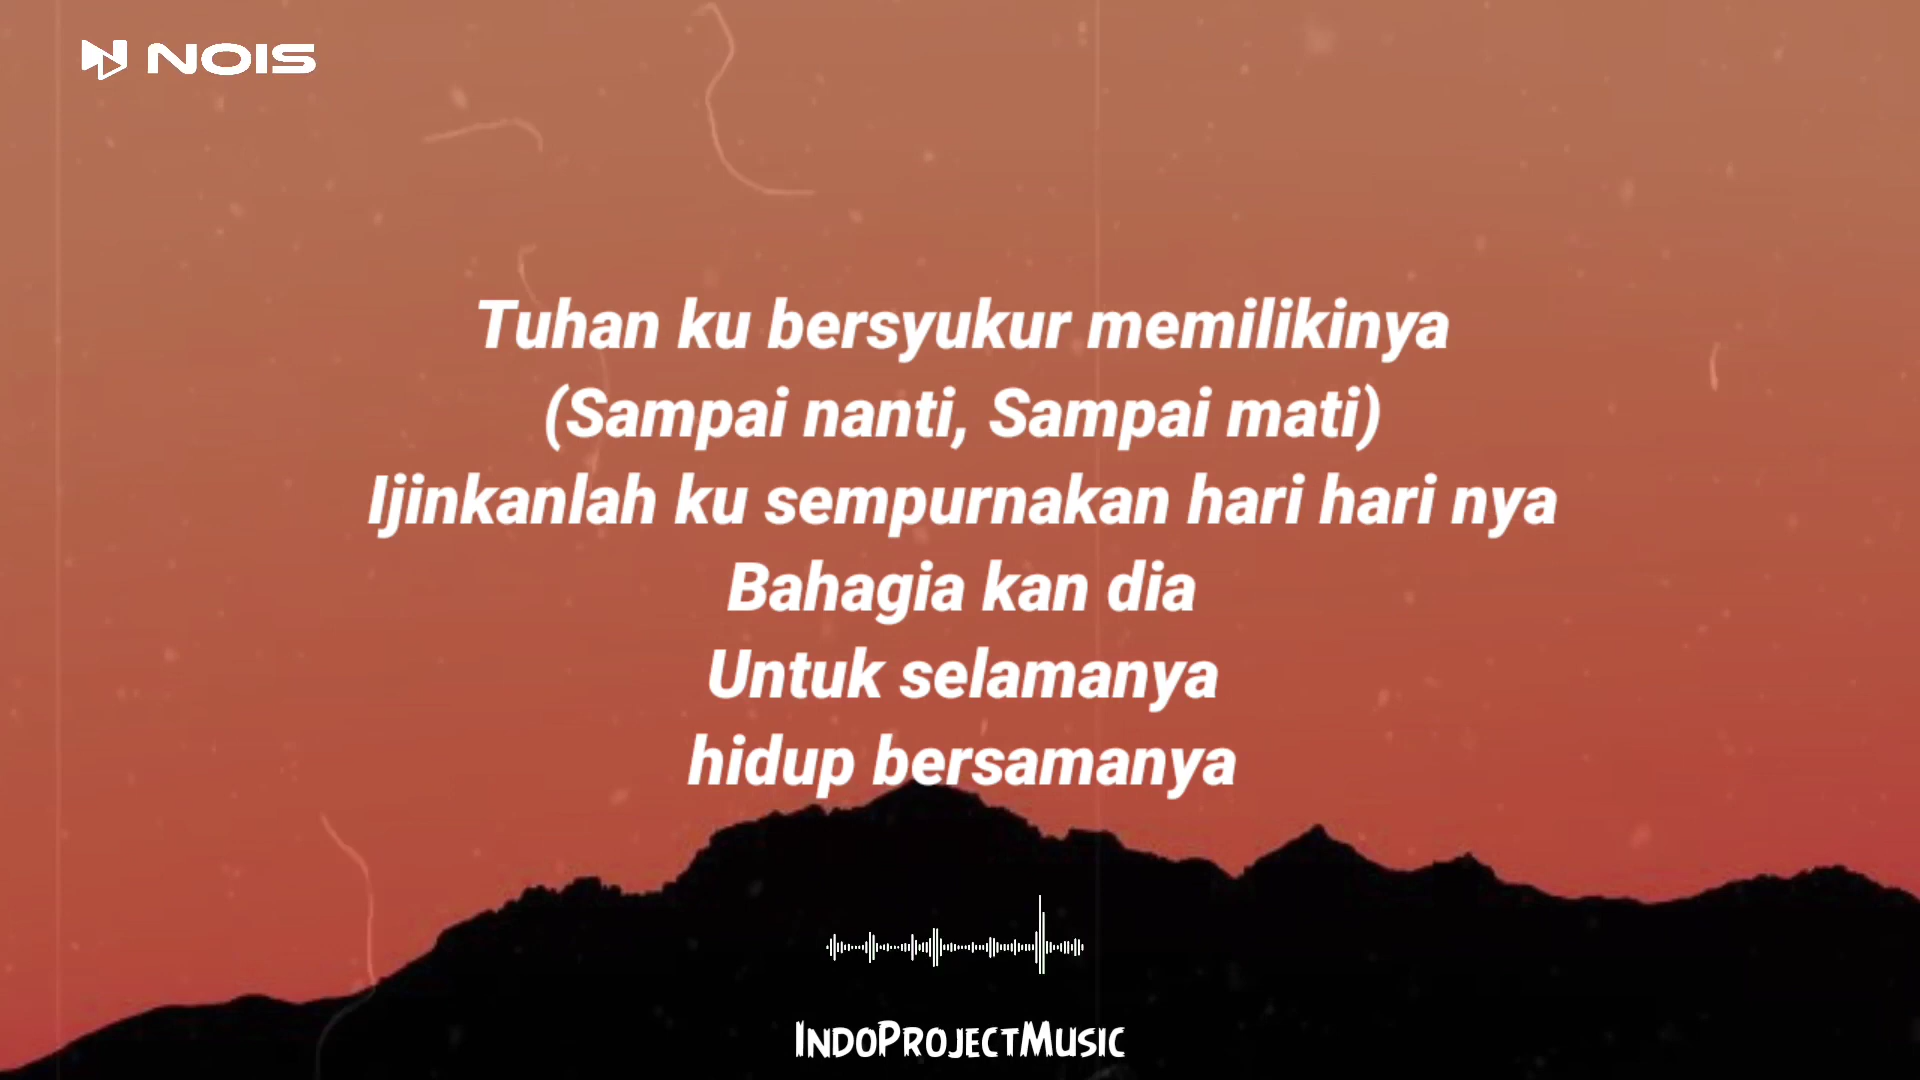 NOIS
Tuhan ku bersyukur memilikinya
(Sampai nanti, Sampai mati)
Ijinkanlah ku sempurnakan hari hari nya
Bahagia kan dia
Untuk selamanya
hidup bersamanya
IndoProjectMusic